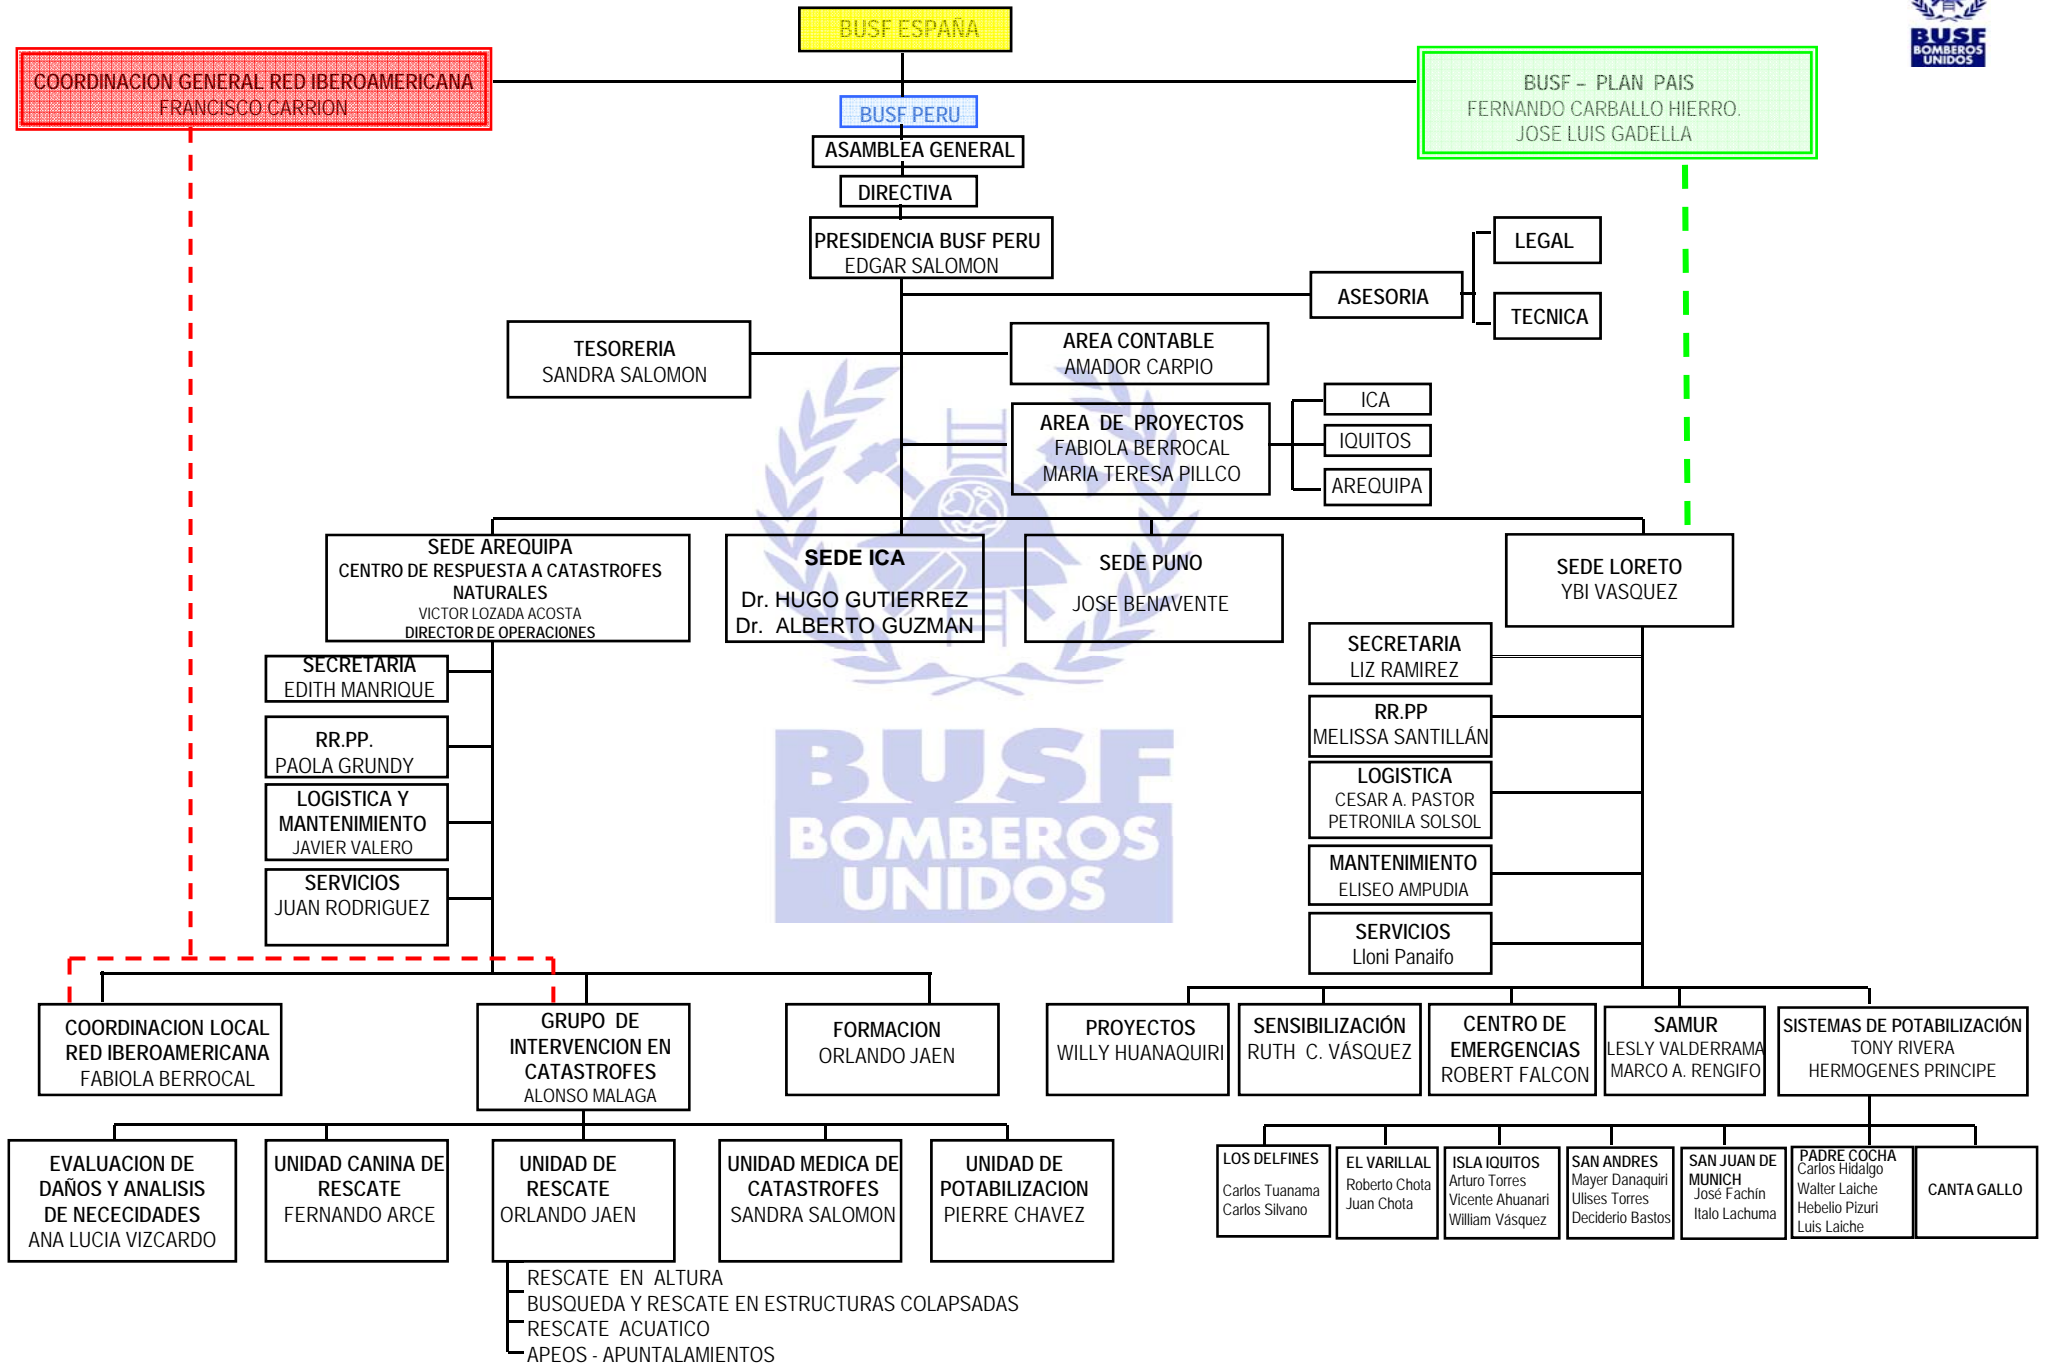 BUSF ESPAÑA
BUSF
BOMBEROS
UNIDOS
COORDINACION GENERAL RED IBEROAMERICANA
FRANCISCO CARRION
BUSF – PLAN PAIS
FERNANDO CARBALLO HIERRO.
JOSE LUIS GADELLA
BUSF PERU
ASAMBLEA GENERAL
DIRECTIVA
PRESIDENCIA BUSF PERU
EDGAR SALOMON
LEGAL
ASESORIA
TECNICA
TESORERIA
SANDRA SALOMON
AREA CONTABLE
AMADOR CARPIO
AREA DE PROYECTOS
FABIOLA BERROCAL
MARIA TERESA PILLCO
ICA
IQUITOS
AREQUIPA
SEDE AREQUIPA
CENTRO DE RESPUESTA A CATASTROFES
NATURALES
VICTOR LOZADA ACOSTA
DIRECTOR DE OPERACIONES
SEDE ICA
Dr. HUGO GUTIERREZ
Dr. ALBERTO GUZMAN
SEDE PUNO
JOSE BENAVENTE
SEDE LORETO
YBI VASQUEZ
SECRETARIA
EDITH MANRIQUE
RR.PP.
PAOLA GRUNDY
LOGISTICA Y
MANTENIMIENTO
JAVIER VALERO
SERVICIOS
JUAN RODRIGUEZ
BUSF
BOMBEROS
UNIDOS
SECRETARIA
LIZ RAMIREZ
RR.PP
MELISSA SANTILLÁN
LOGISTICA
CESAR A. PASTOR
PETRONILA SOLSOL
MANTENIMIENTO
ELISEO AMPUDIA
SERVICIOS
Lloni Panaifo
COORDINACION LOCAL
RED IBEROAMERICANA
FABIOLA BERROCAL
GRUPO DE
INTERVENCION EN
CATASTROFES
ALONSO MALAGA
FORMACION
ORLANDO JAEN
PROYECTOS
WILLY HUANAQUIRI
SENSIBILIZACIÓN
RUTH C. VÁSQUEZ
CENTRO DE
EMERGENCIAS
ROBERT FALCON
SAMUR
LESLY VALDERRAMA
MARCO A. RENGIFO
SISTEMAS DE POTABILIZACIÓN
TONY RIVERA
HERMOGENES PRINCIPE
EVALUACION DE
DAÑOS Y ANALISIS
DE NECECIDADES
ANA LUCIA VIZCARDO
UNIDAD CANINA DE
RESCATE
FERNANDO ARCE
UNIDAD DE
RESCATE
ORLANDO JAEN
UNIDAD MEDICA DE
CATASTROFES
SANDRA SALOMON
UNIDAD DE
POTABILIZACION
PIERRE CHAVEZ
LOS DELFINES
Carlos Tuanama
Carlos Silvano
EL VARILLAL
Roberto Chota
Juan Chota
ISLA IQUITOS
Arturo Torres
Vicente Ahuanari
William Vásquez
SAN ANDRES
Mayer Danaquiri
Ulises Torres
Deciderio Bastos
SAN JUAN DE
MUNICH
José Fachín
Italo Lachuma
PADRE COCHA
Carlos Hidalgo
Walter Laiche
Hebelio Pizuri
Luis Laiche
CANTA GALLO
RESCATE EN ALTURA
BUSQUEDA Y RESCATE EN ESTRUCTURAS COLAPSADAS
RESCATE ACUATICO
APEOS - APUNTALAMIENTOS